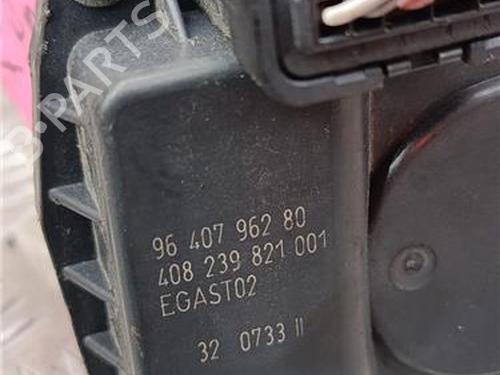 B-PARTS
96 407 962 80
408 239 821 001
EGAST02
32 0733 II